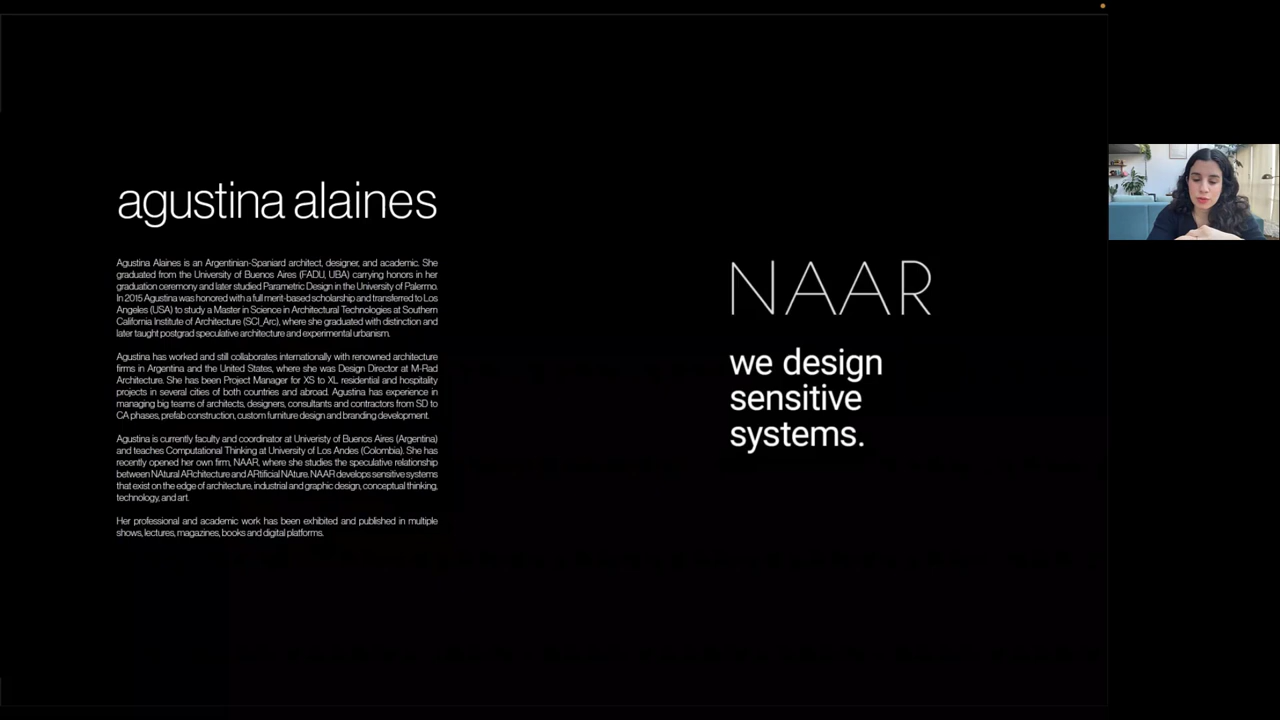 agustina alaines
Agustina Alaines is an Argentinian-Spaniard architect, designer, and academic. She
graduated from the University of Buenos Aires (FADU, UBA) carrying honors in her
graduation ceremony and later studied Parametric Design in the University of Palermo.
In 2015 Agustina was honored with a full merit-based scholarship and transferred to Los
Angeles (USA) to study a Master in Science in Architectural Technologies at Southern
California Institute of Architecture (SCI_Arc), where she graduated with distinction and
later taught postgrad speculative architecture and experimental urbanism.
Agustina has worked and still collaborates internationally with renowned architecture
firms in Argentina and the United States, where she was Design Director at M-Rad
Architecture. She has been Project Manager for XS to XL residential and hospitality
projects in several cities of both countries and abroad. Agustina has experience in
managing big teams of architects, designers, consultants and contractors from SD to
CA phases, prefab construction, custom furniture design and branding development.
Agustina is currently faculty and coordinator at Univeristy of Buenos Aires (Argentina)
and teaches Computational Thinking at University of Los Andes (Colombia). She has
recently opened her own firm, NAAR, where she studies the speculative relationship
between NAtural ARchitecture and ARtificial NAture. NAAR develops sensitive systems
that exist on the edge of architecture, industrial and graphic design, conceptual thinking,
technology, and art.
Her professional and academic work has been exhibited and published in multiple
shows, lectures, magazines, books and digital platforms.
NAAR
we design
sensitive
systems.